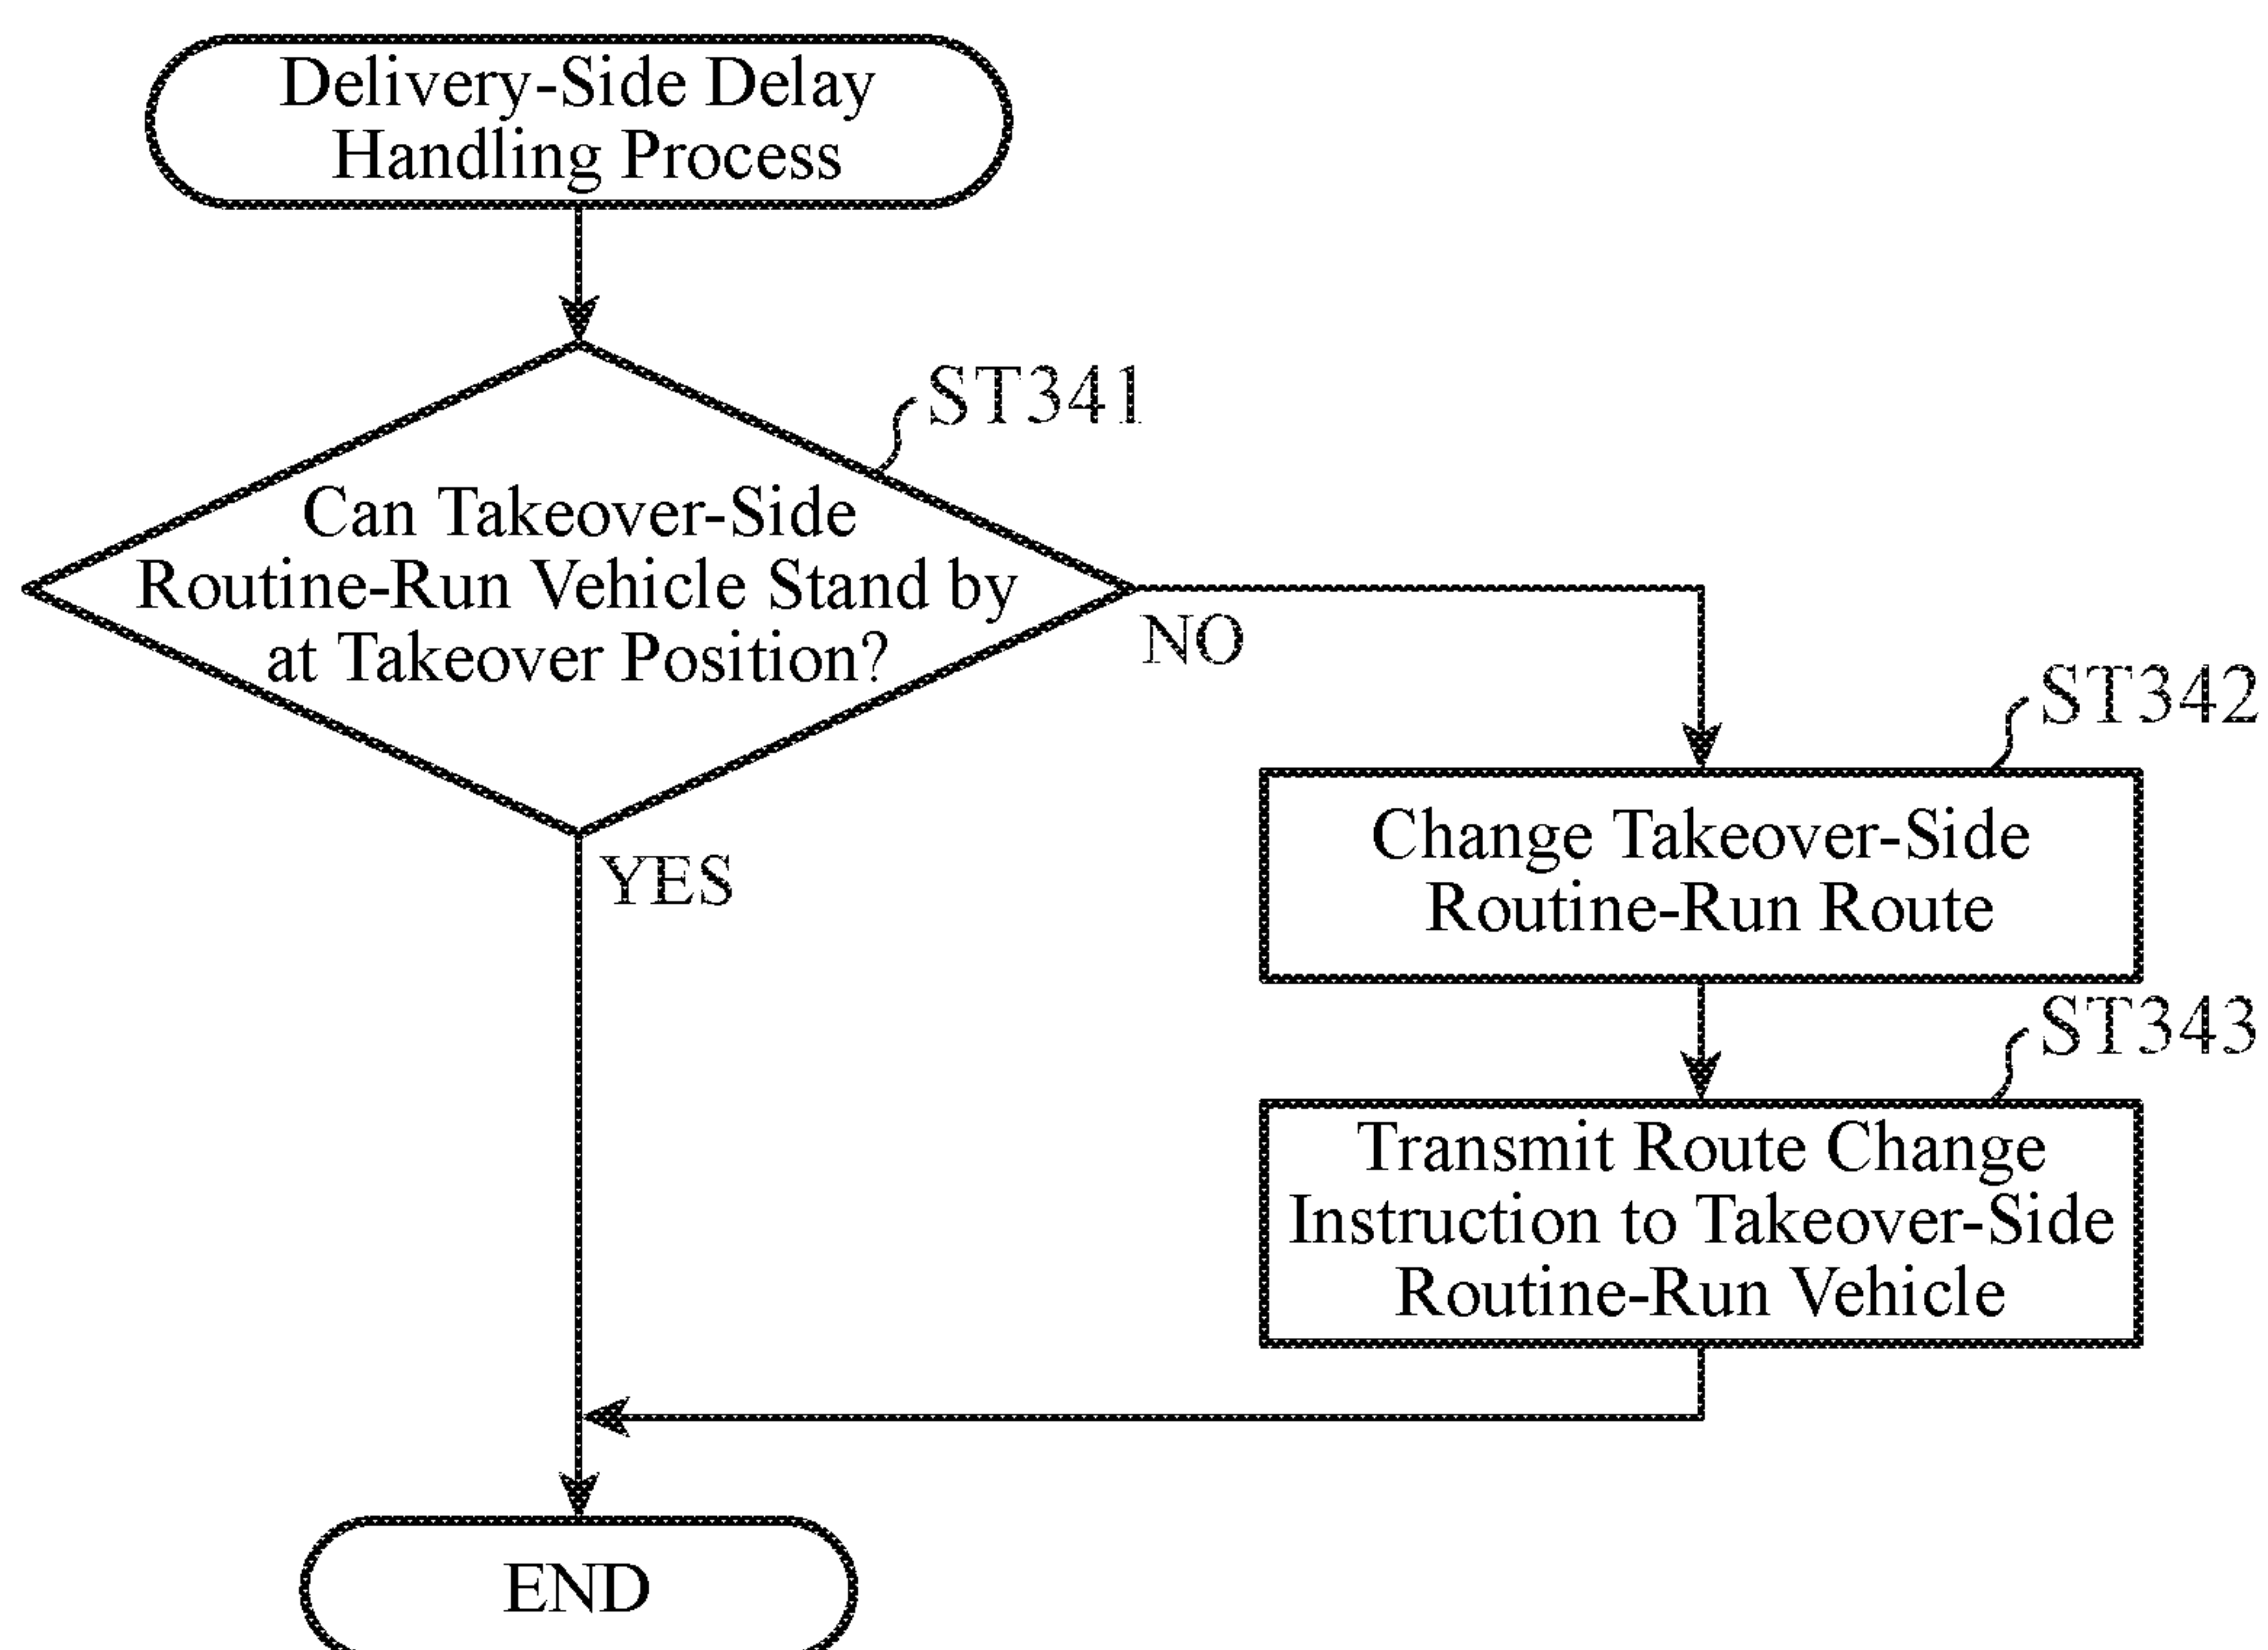 Delivery-Side Delay
Handling Process
ST341
Can Takeover-Side
Routine-Run Vehicle Stand by
at Takeover Position?
NO
YES
ST342
Change Takeover-Side
Routine-Run Route
ST343
Transmit Route Change
Instruction to Takeover-Side
Routine-Run Vehicle
END